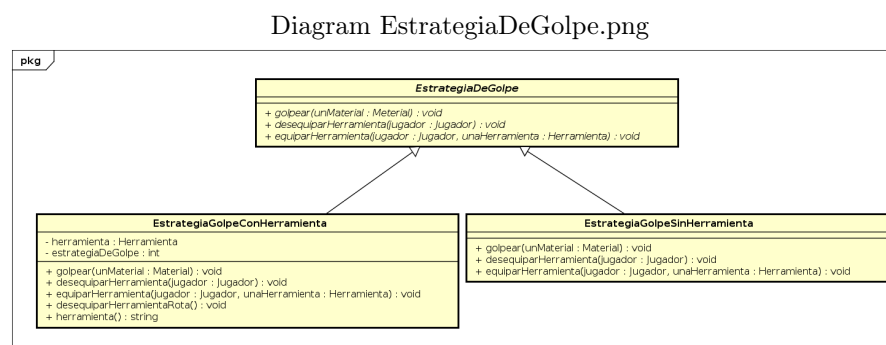 Diagram EstrategiaDeGolpe.png
pkg
EstrategiaDeGolpe
+ golpear(unMaterial : Meterial) : void
+ desequiparHerramienta(jugador : Jugador) : void
+ equiparHerramienta(jugador : Jugador, unaHerramienta : Herramienta) : void
EstrategiaGolpeConHerramienta
- herramienta : Herramienta
- estrategiaDeGolpe : int
+ golpear(unMaterial : Material) : void
+ desequiparHerramienta(jugador : Jugador) : void
+ equiparHerramienta(jugador : Jugador, unaHerramienta : Herramienta) : void
+ desequiparHerramientaRota() : void
+ herramienta() : string
EstrategiaGolpeSinHerramienta
+ golpear(unMaterial : Material) : void
+ desequiparHerramienta(jugador : Jugador) : void
+ equiparHerramienta(jugador : Jugador, unaHerramienta : Herramienta) : void